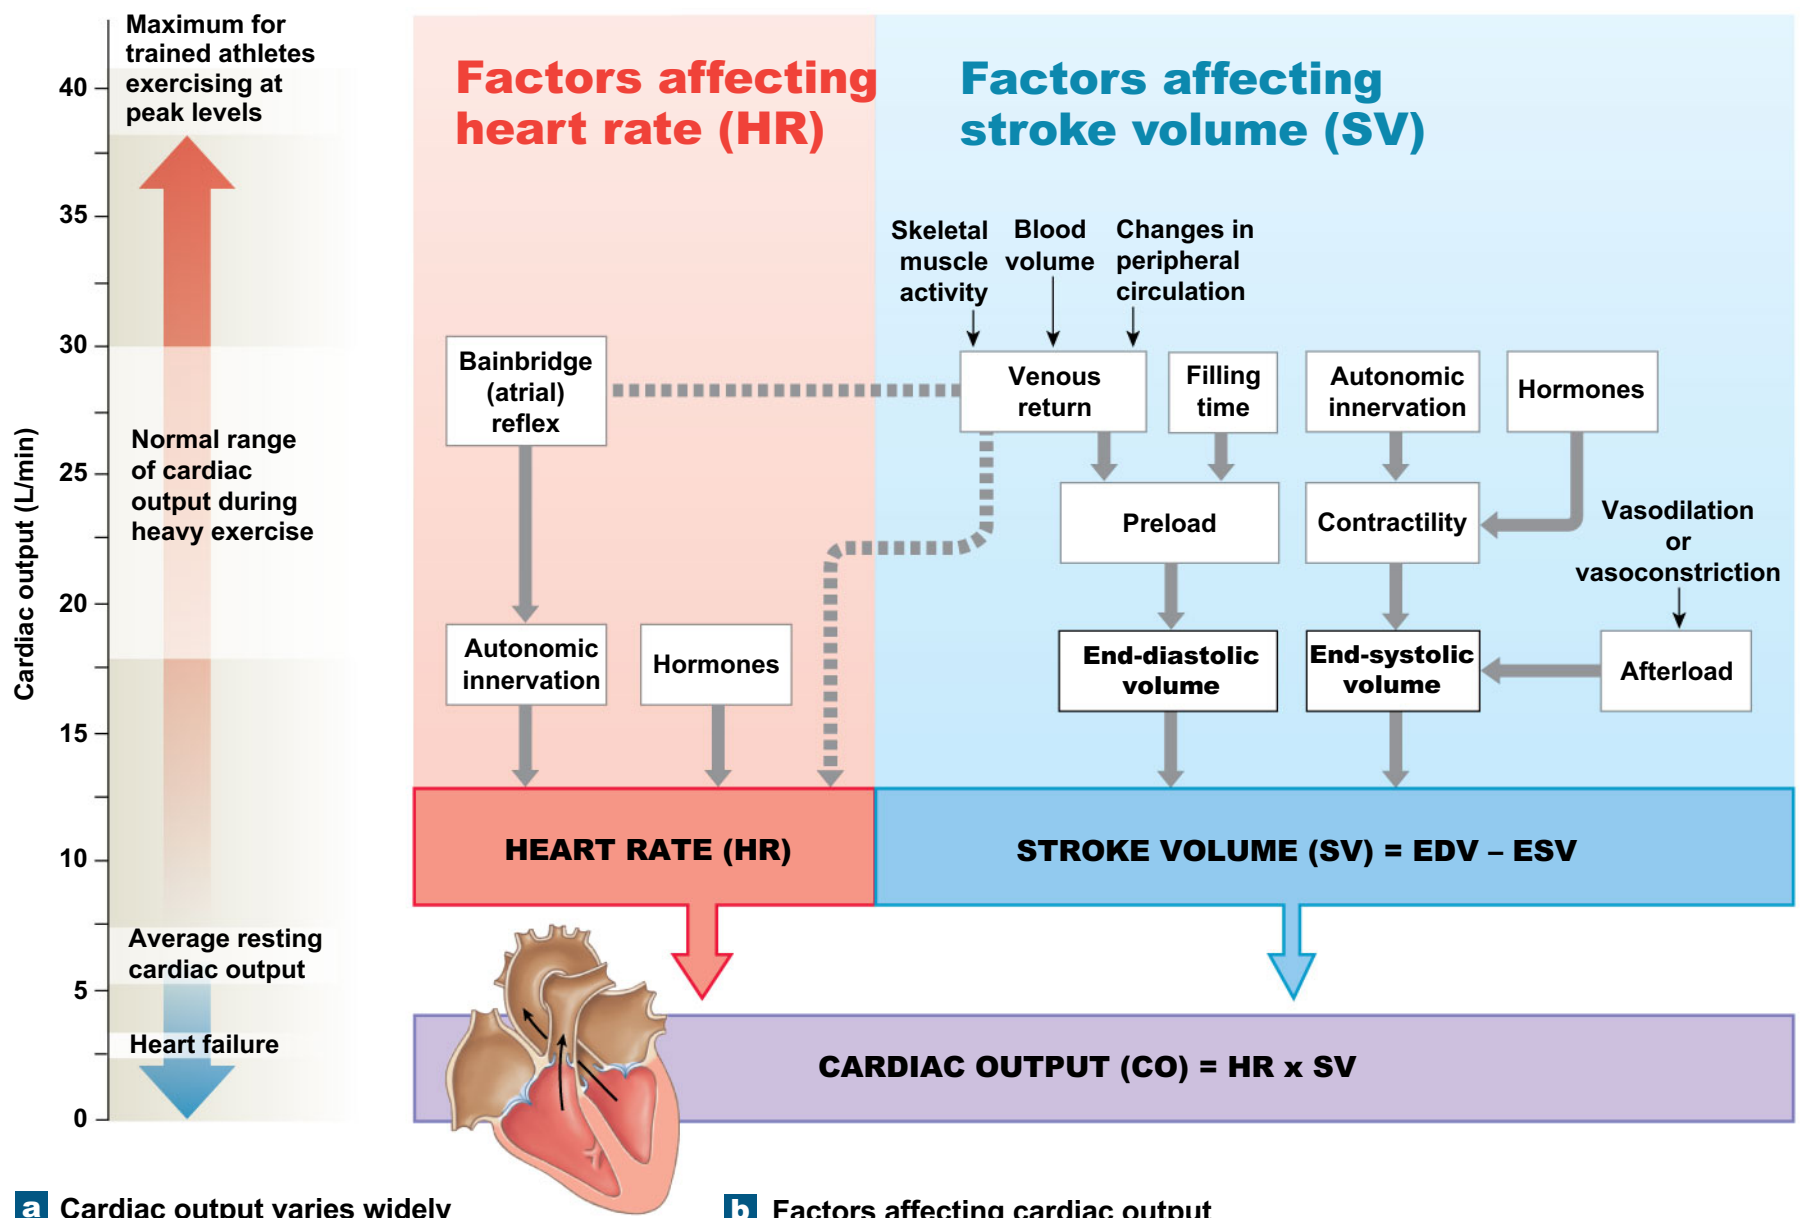 Maximum for
trained athletes
exercising at
peak levels
40
35
30
25
20
15
10
5
0
Cardiac output (L/min)
Normal range
of cardiac
output during
heavy exercise
Average resting
cardiac output
Heart failure
a Cardiac output varies widely
Factors affecting
heart rate (HR)
Factors affecting
stroke volume (SV)
Skeletal
muscle
activity
Blood
volume
Changes in
peripheral
circulation
Bainbridge
(atrial)
reflex
Venous
return
Filling
time
Autonomic
innervation
Hormones
Preload
Contractility
Vasodilation
or
vasoconstriction
Autonomic
innervation
Hormones
End-diastolic
volume
End-systolic
volume
Afterload
HEART RATE (HR)
STROKE VOLUME (SV) = EDV – ESV
CARDIAC OUTPUT (CO) = HR x SV
b Factors affecting cardiac output